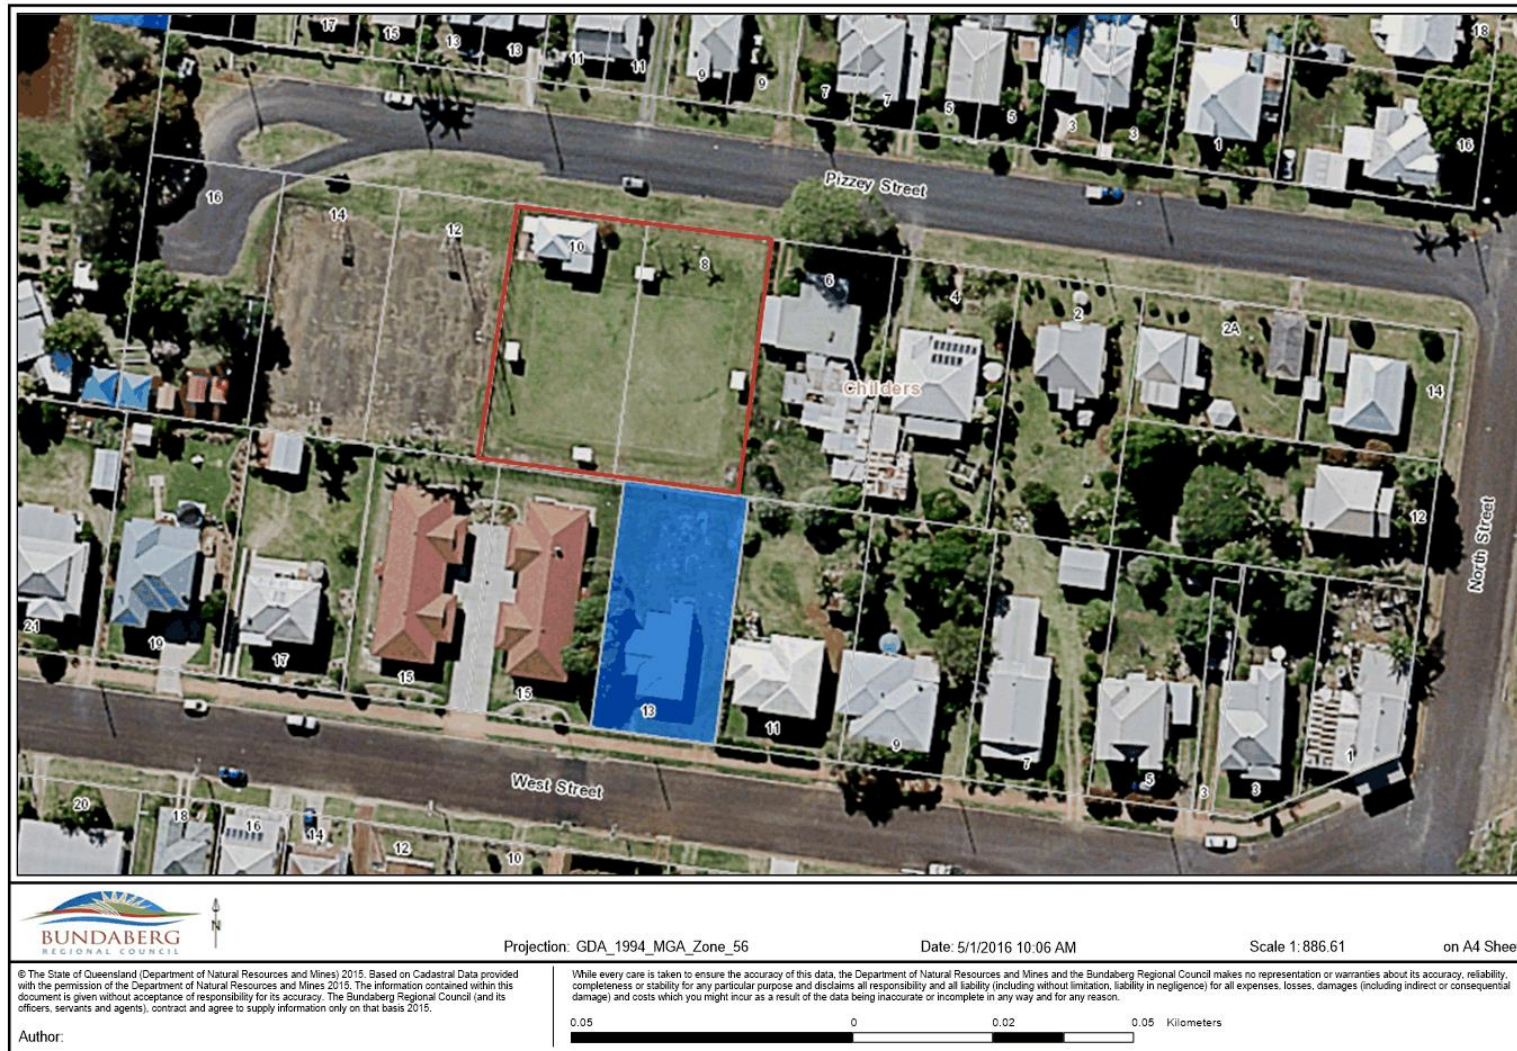 17
15
13
13
11
11
9
9
7
7
5
5
3
3
1
1
18
16
Pizzey Street
16
14
12
10
8
6
4
2
2A
14
Childers
12
North Street
21
19
17
15
15
13
11
9
7
5
3
3
1
West Street
20
18
16
14
12
10
BUNDABERG
REGIONAL COUNCIL
N
Projection: GDA_1994_MGA_Zone_56
Date: 5/1/2016 10:06 AM
Scale 1: 886.61
on A4 Sheet
© The State of Queensland (Department of Natural Resources and Mines) 2015. Based on Cadastral Data provided
with the permission of the Department of Natural Resources and Mines 2015. The information contained within this
document is given without acceptance of responsibility for its accuracy. The Bundaberg Regional Council (and its
officers, servants and agents), contract and agree to supply information only on that basis 2015.
Author:
While every care is taken to ensure the accuracy of this data, the Department of Natural Resources and Mines and the Bundaberg Regional Council makes no representation or warranties about its accuracy, reliability,
completeness or stability for any particular purpose and disclaims all responsibility and all liability (including without limitation, liability in negligence) for all expenses, losses, damages (including indirect or consequential
damage) and costs which you might incur as a result of the data being inaccurate or incomplete in any way and for any reason.
0.05 0 0.02 0.05 Kilometers